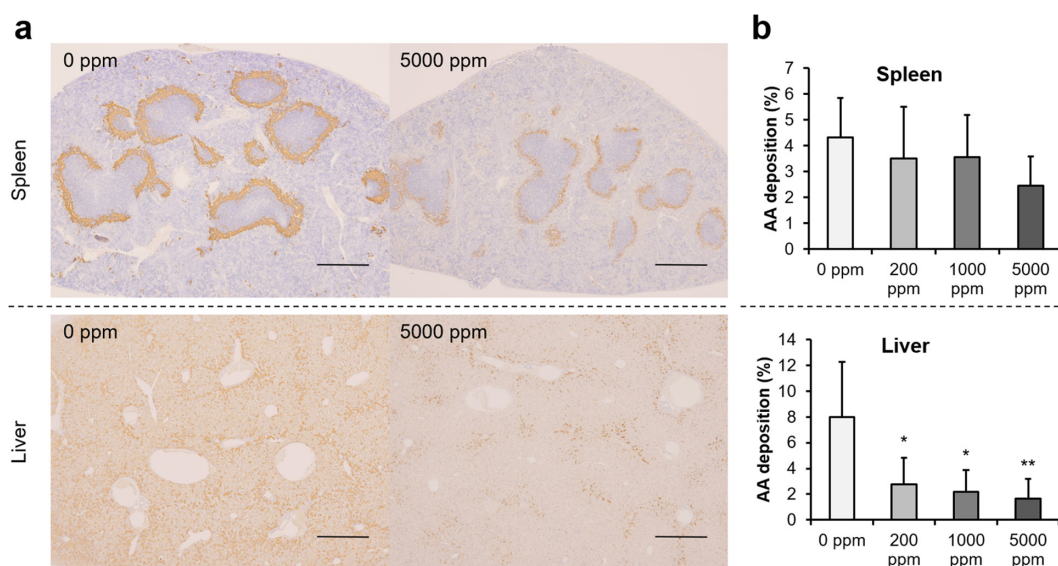 a
0 ppm
5000 ppm
Spleen
0 ppm
5000 ppm
Liver
b
Spleen
AA deposition (%)
7
6
5
4
3
2
1
0
0 ppm
200 ppm
1000 ppm
5000 ppm
Liver
AA deposition (%)
14
12
10
8
6
4
2
0
*
*
**
0 ppm
200 ppm
1000 ppm
5000 ppm